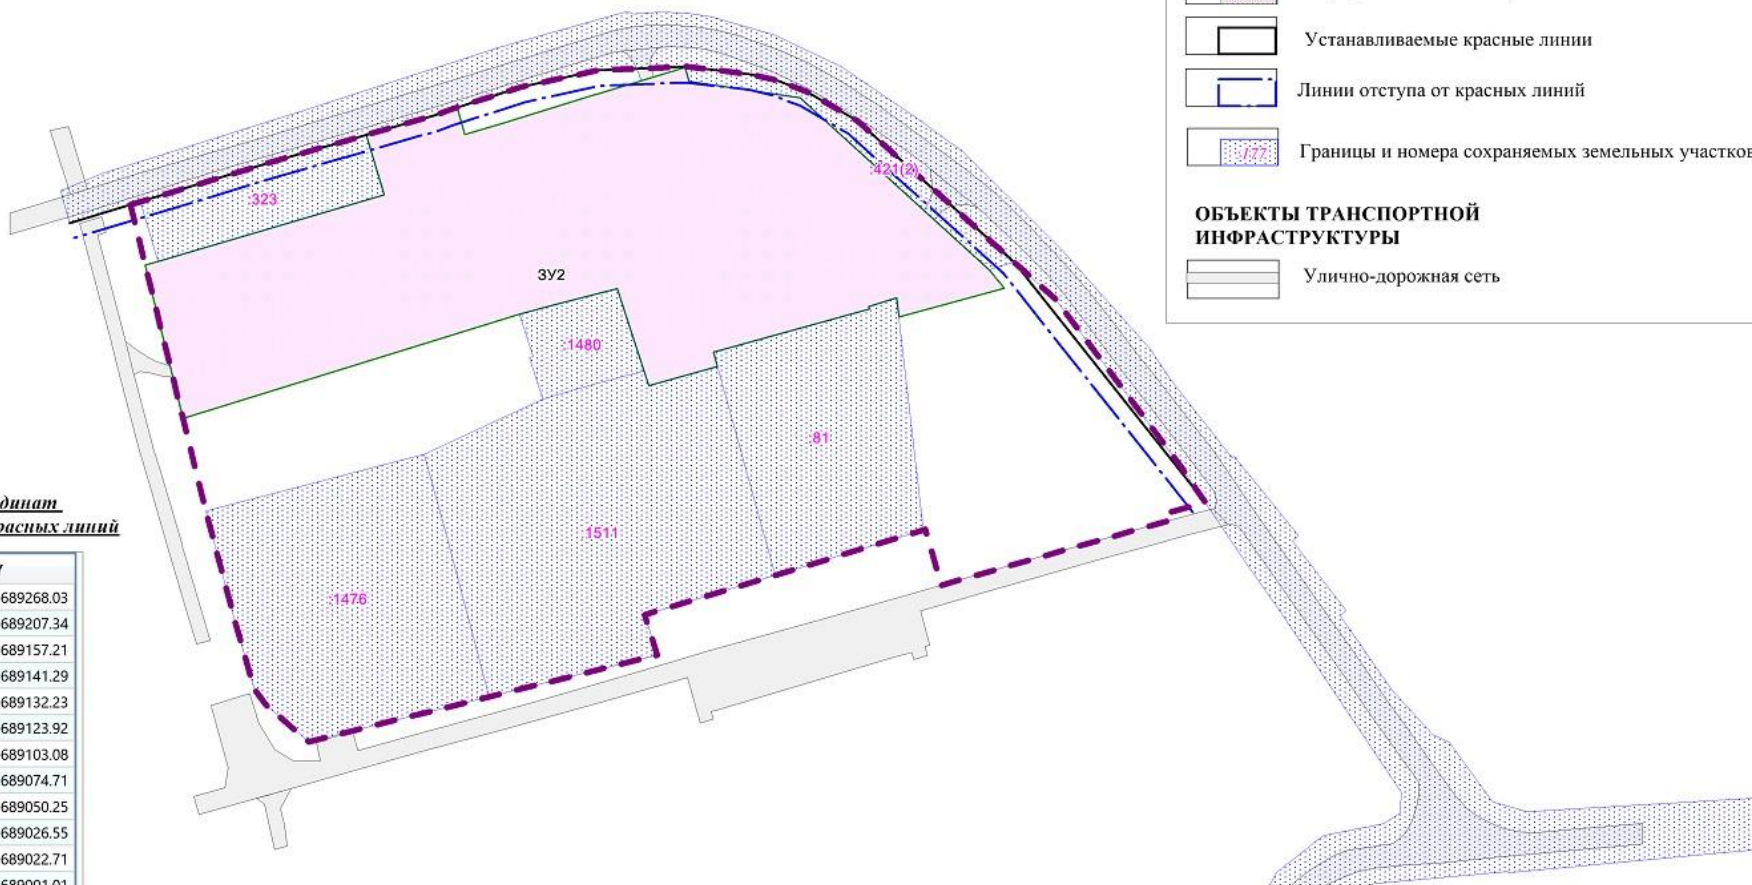 Устанавливаемые красные линии
Линии отступа от красных линий
:177
Границы и номера сохраняемых земельных участков
ОБЪЕКТЫ ТРАНСПОРТНОЙ
ИНФРАСТРУКТУРЫ
Улично-дорожная сеть
:421(2)
:323
ЗУ2
:1480
:81
:1511
:1476
динат
расных линий
689268.03
689207.34
689157.21
689141.29
689132.23
689123.92
689103.08
689074.71
689050.25
689026.55
689022.71